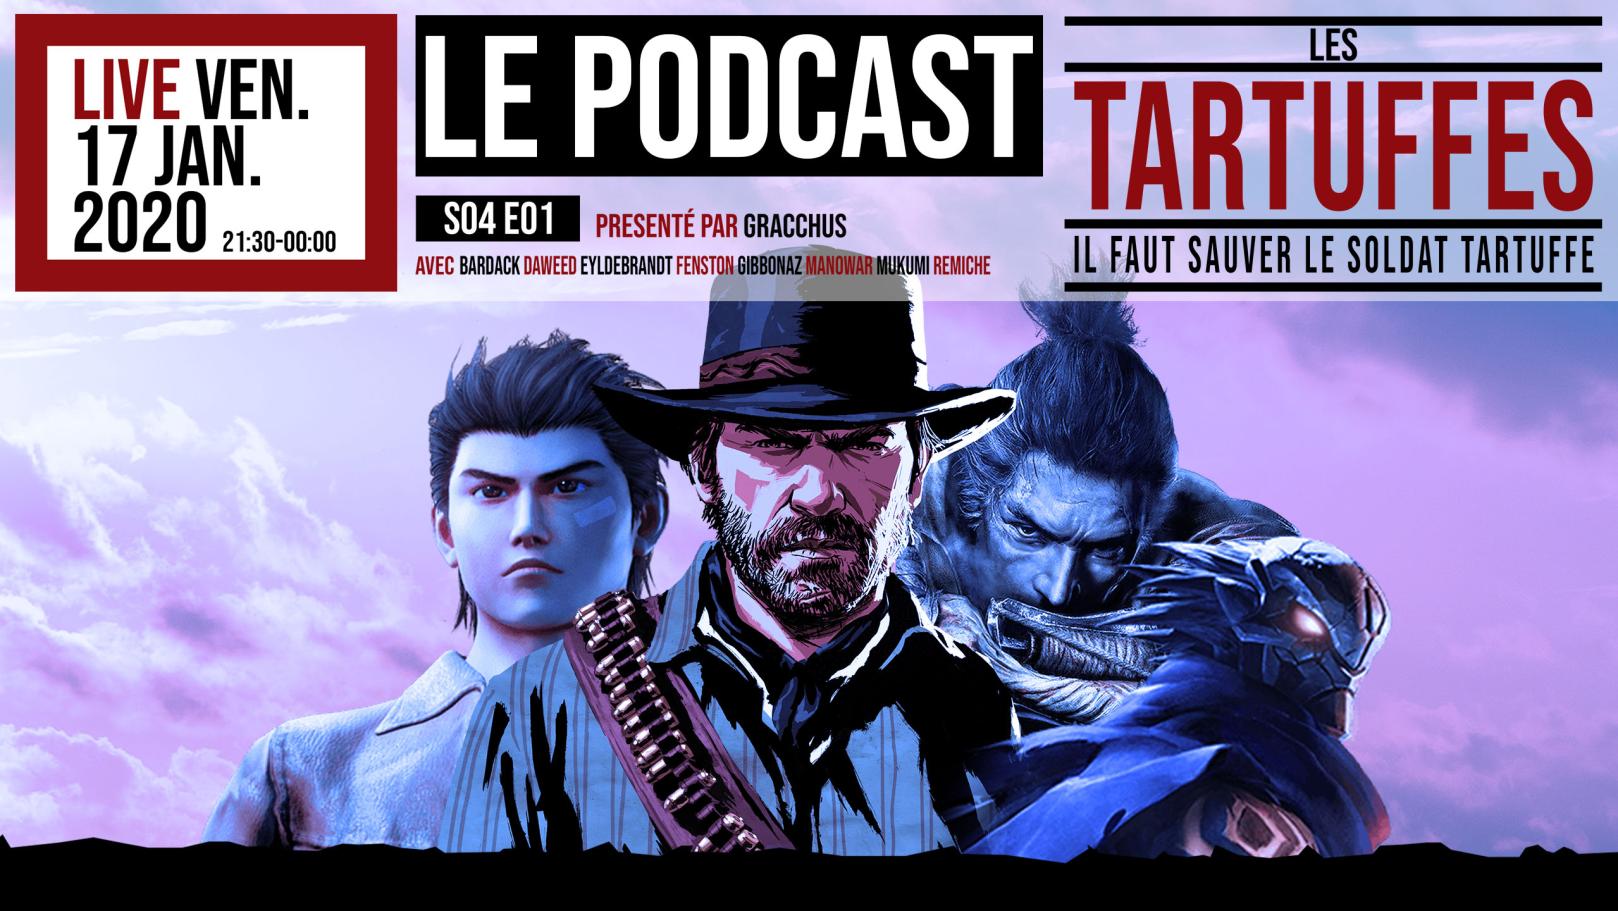 LIVE VEN.
17 JAN.
2020 21:30-00:00
LE PODCAST
S04 E01 PRESENTÉ PAR GRACCHUS
AVEC BARDACK DAWEED EYLDEBRANDT FENSTON GIBBONAZ MANOWAR MUKUMI REMICHE
LES
TARTUFFES
IL FAUT SAUVER LE SOLDAT TARTUFFE